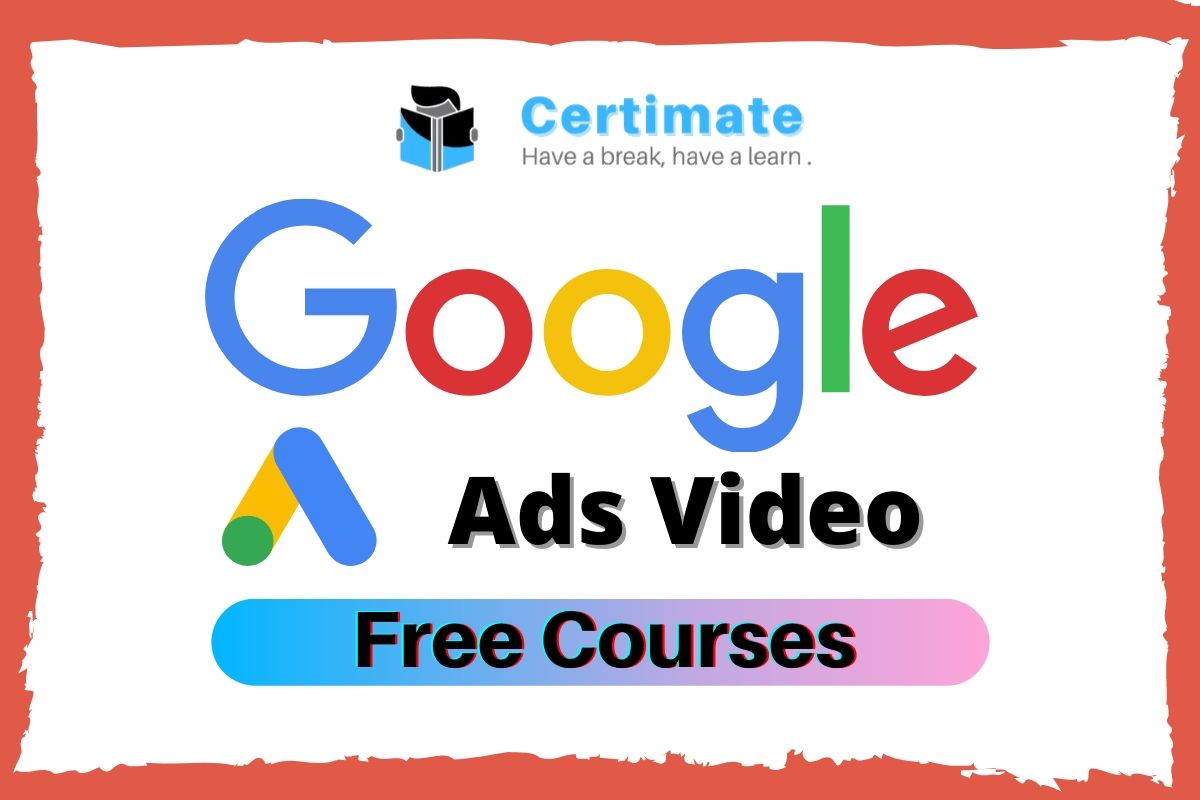 Certimate
Have a break, have a learn .
Google
Ads Video
Free Courses